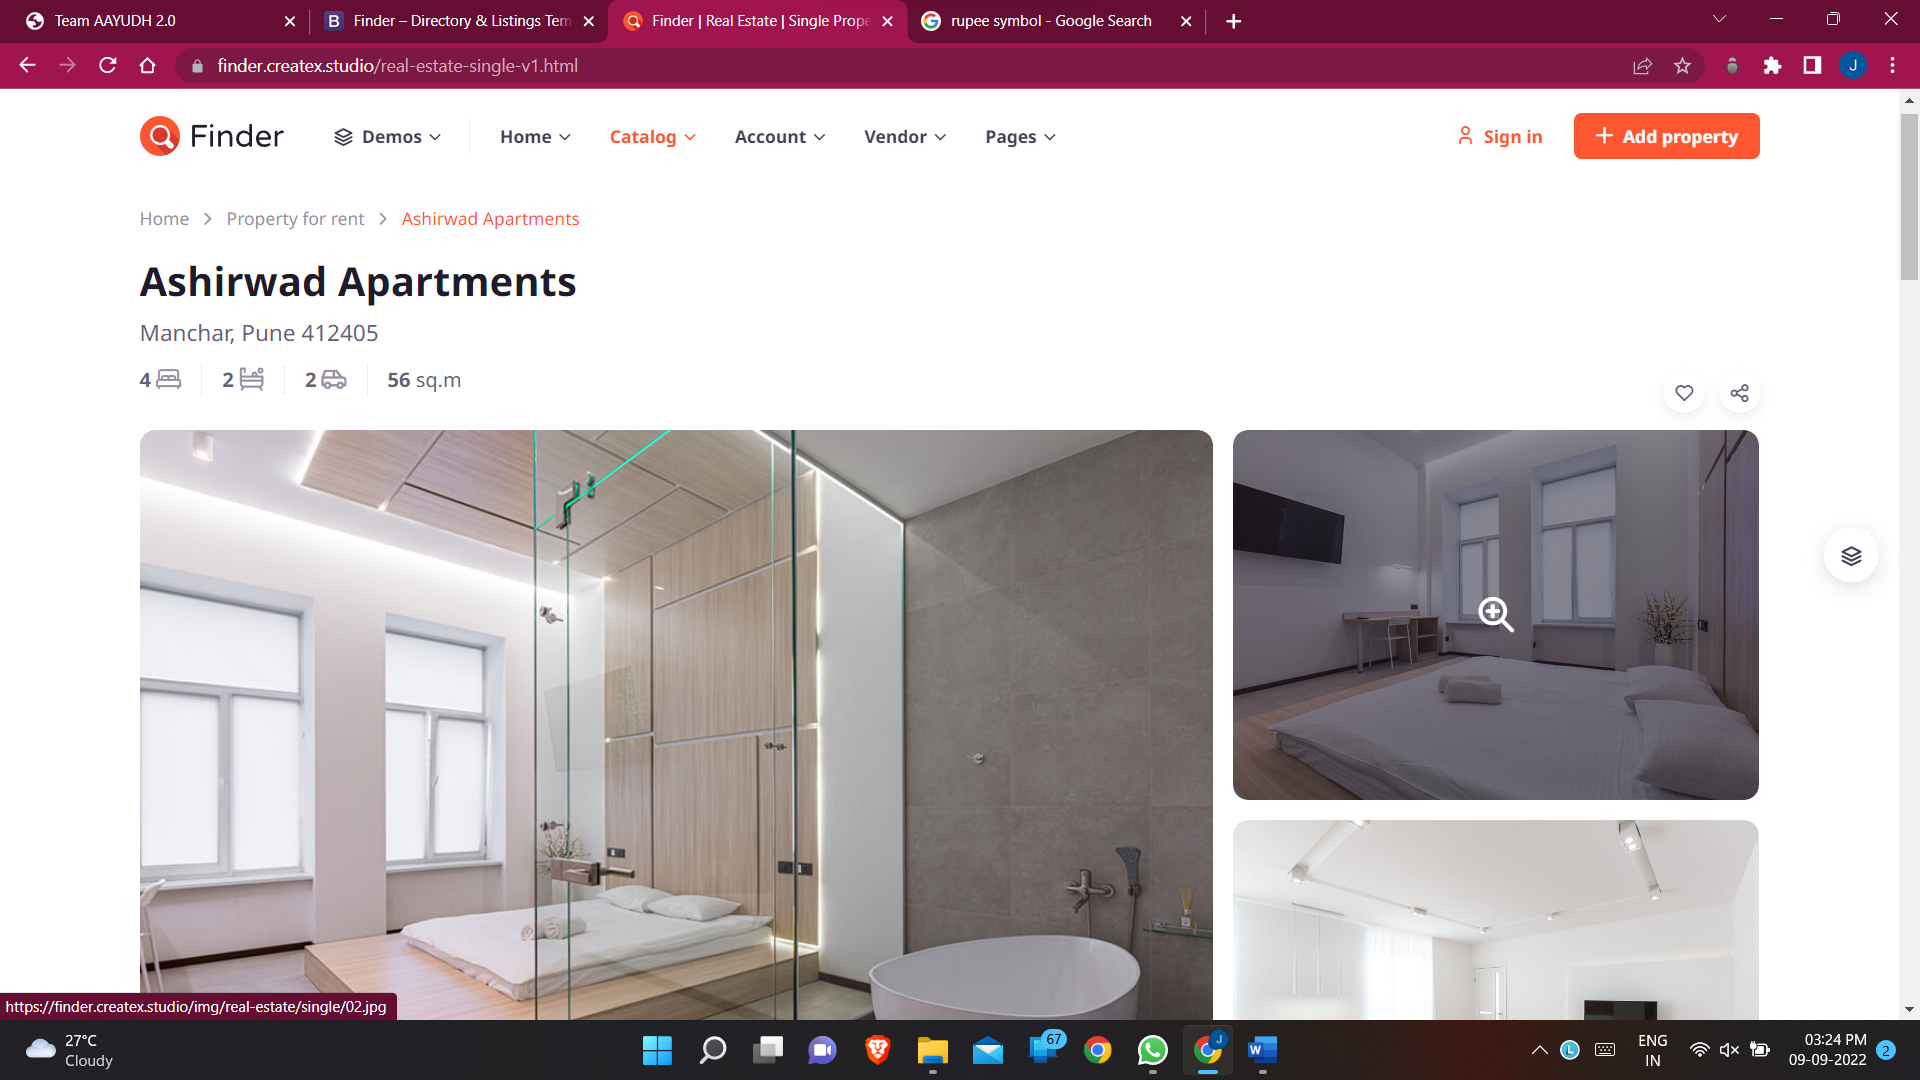 Team AAYUDH 2.0
Finder – Directory & Listings Tem
Finder | Real Estate | Single Prope
rupee symbol - Google Search
finder.createx.studio/real-estate-single-v1.html
J
Finder
Demos
Home
Catalog
Account
Vendor
Pages
Sign in
Add property
Home > Property for rent > Ashirwad Apartments
Ashirwad Apartments
Manchar, Pune 412405
4
2
2
56 sq.m
https://finder.createx.studio/img/real-estate/single/02.jpg
27°C
Cloudy
67
J
W
L
ENG
IN
03:24 PM
09-09-2022
2